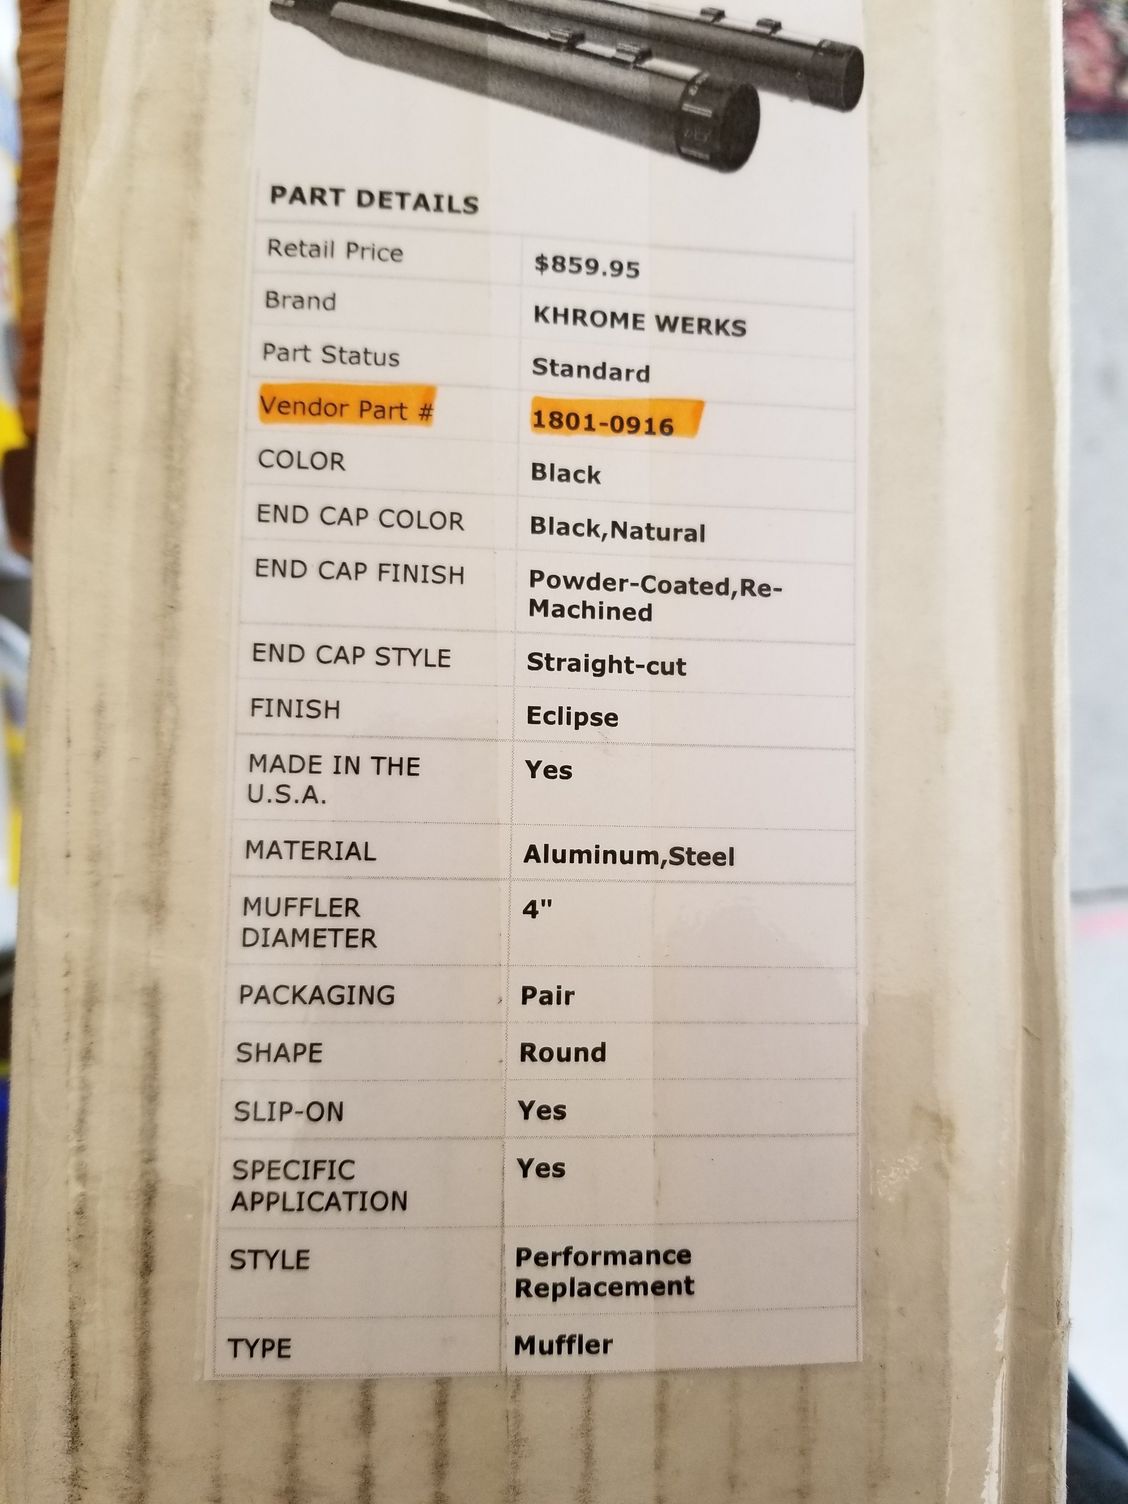 PART DETAILS
Retail Price $859.95
Brand KHROME WERKS
Part Status Standard
Vendor Part # 1801-0916
COLOR Black
END CAP COLOR Black,Natural
END CAP FINISH Powder-Coated,Re-
Machined
END CAP STYLE Straight-cut
FINISH Eclipse
MADE IN THE Yes
U.S.A.
MATERIAL Aluminum,Steel
MUFFLER 4"
DIAMETER
PACKAGING Pair
SHAPE Round
SLIP-ON Yes
SPECIFIC Yes
APPLICATION
STYLE Performance
Replacement
TYPE Muffler